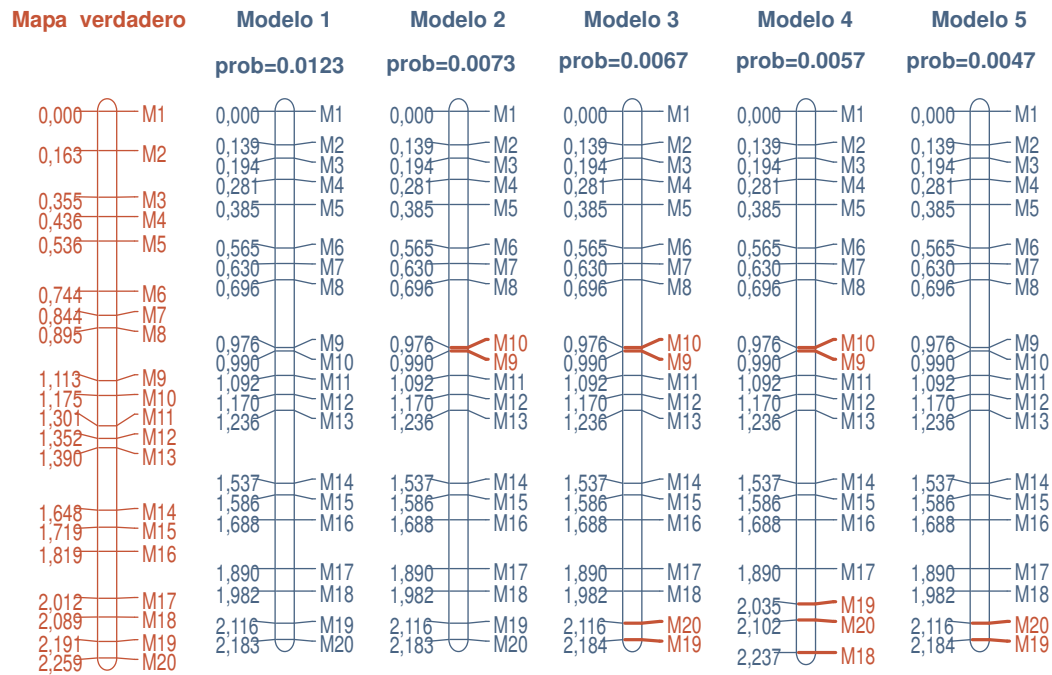 Mapa verdadero
0,000 M1
0,163 M2
0,355 M3
0,436 M4
0,536 M5
0,744 M6
0,844 M7
0,895 M8
1,113 M9
1,175 M10
1,301 M11
1,352 M12
1,390 M13
1,648 M14
1,719 M15
1,819 M16
2,012 M17
2,089 M18
2,191 M19
2,259 M20
Modelo 1
prob=0.0123
0,000 M1
0,139 M2
0,194 M3
0,281 M4
0,385 M5
0,565 M6
0,630 M7
0,696 M8
0,976 M9
0,990 M10
1,092 M11
1,170 M12
1,236 M13
1,537 M14
1,586 M15
1,688 M16
1,890 M17
1,982 M18
2,116 M19
2,183 M20
Modelo 2
prob=0.0073
0,000 M1
0,139 M2
0,194 M3
0,281 M4
0,385 M5
0,565 M6
0,630 M7
0,696 M8
0,976 M10
0,990 M9
1,092 M11
1,170 M12
1,236 M13
1,537 M14
1,586 M15
1,688 M16
1,890 M17
1,982 M18
2,116 M19
2,183 M20
Modelo 3
prob=0.0067
0,000 M1
0,139 M2
0,194 M3
0,281 M4
0,385 M5
0,565 M6
0,630 M7
0,696 M8
0,976 M10
0,990 M9
1,092 M11
1,170 M12
1,236 M13
1,537 M14
1,586 M15
1,688 M16
1,890 M17
1,982 M18
2,116 M20
2,184 M19
Modelo 4
prob=0.0057
0,000 M1
0,139 M2
0,194 M3
0,281 M4
0,385 M5
0,565 M6
0,630 M7
0,696 M8
0,976 M10
0,990 M9
1,092 M11
1,170 M12
1,236 M13
1,537 M14
1,586 M15
1,688 M16
1,890 M17
2,035 M19
2,102 M20
2,237 M18
Modelo 5
prob=0.0047
0,000 M1
0,139 M2
0,194 M3
0,281 M4
0,385 M5
0,565 M6
0,630 M7
0,696 M8
0,976 M9
0,990 M10
1,092 M11
1,170 M12
1,236 M13
1,537 M14
1,586 M15
1,688 M16
1,890 M17
1,982 M18
2,116 M20
2,184 M19